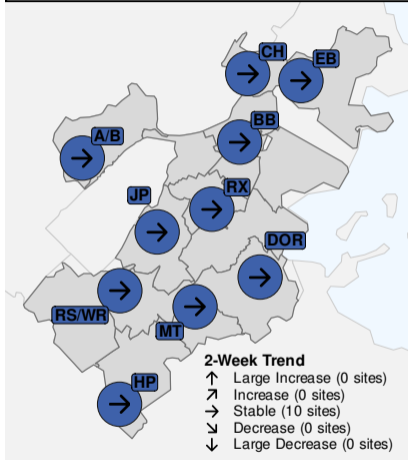 CH
EB
BB
A/B
RX
JP
DOR
RS/WR
MT
HP
2-Week Trend
↑ Large Increase (0 sites)
↗ Increase (0 sites)
→ Stable (10 sites)
↘ Decrease (0 sites)
↓ Large Decrease (0 sites)